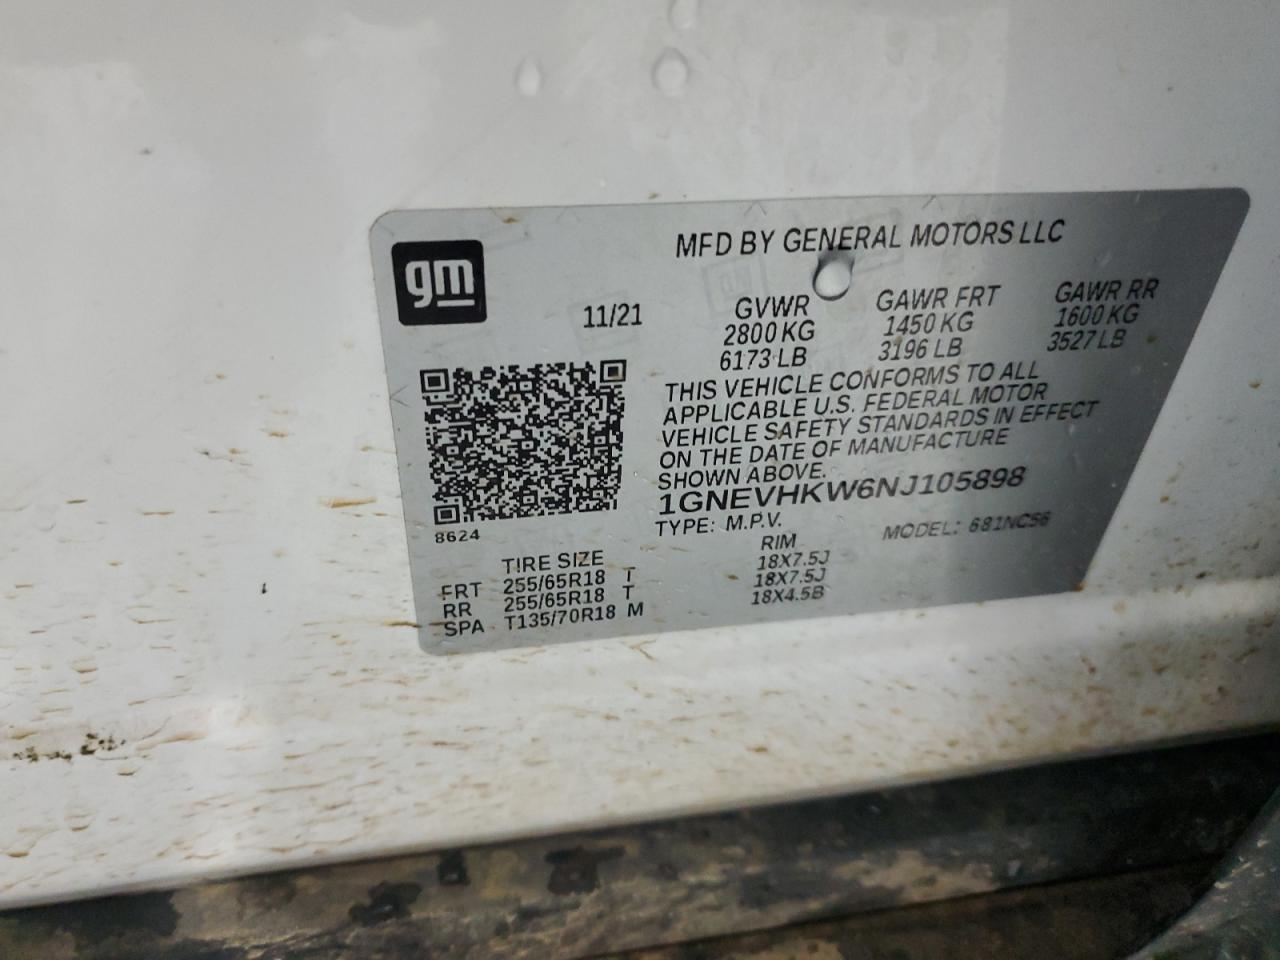 gm
MFD BY GENERAL MOTORS LLC
11/21
GVWR GAWR FRT GAWR RR
2800 KG 1450 KG 1600 KG
6173 LB 3196 LB 3527 LB
THIS VEHICLE CONFORMS TO ALL
APPLICABLE U.S. FEDERAL MOTOR
VEHICLE SAFETY STANDARDS IN EFFECT
ON THE DATE OF MANUFACTURE
SHOWN ABOVE.
1GNEVHKW6NJ105898
TYPE: M.P.V. MODEL: 681NC56
8624
TIRE SIZE RIM
FRT 255/65R18 T 18X7.5J
RR 255/65R18 T 18X7.5J
SPA T135/70R18 M 18X4.5B